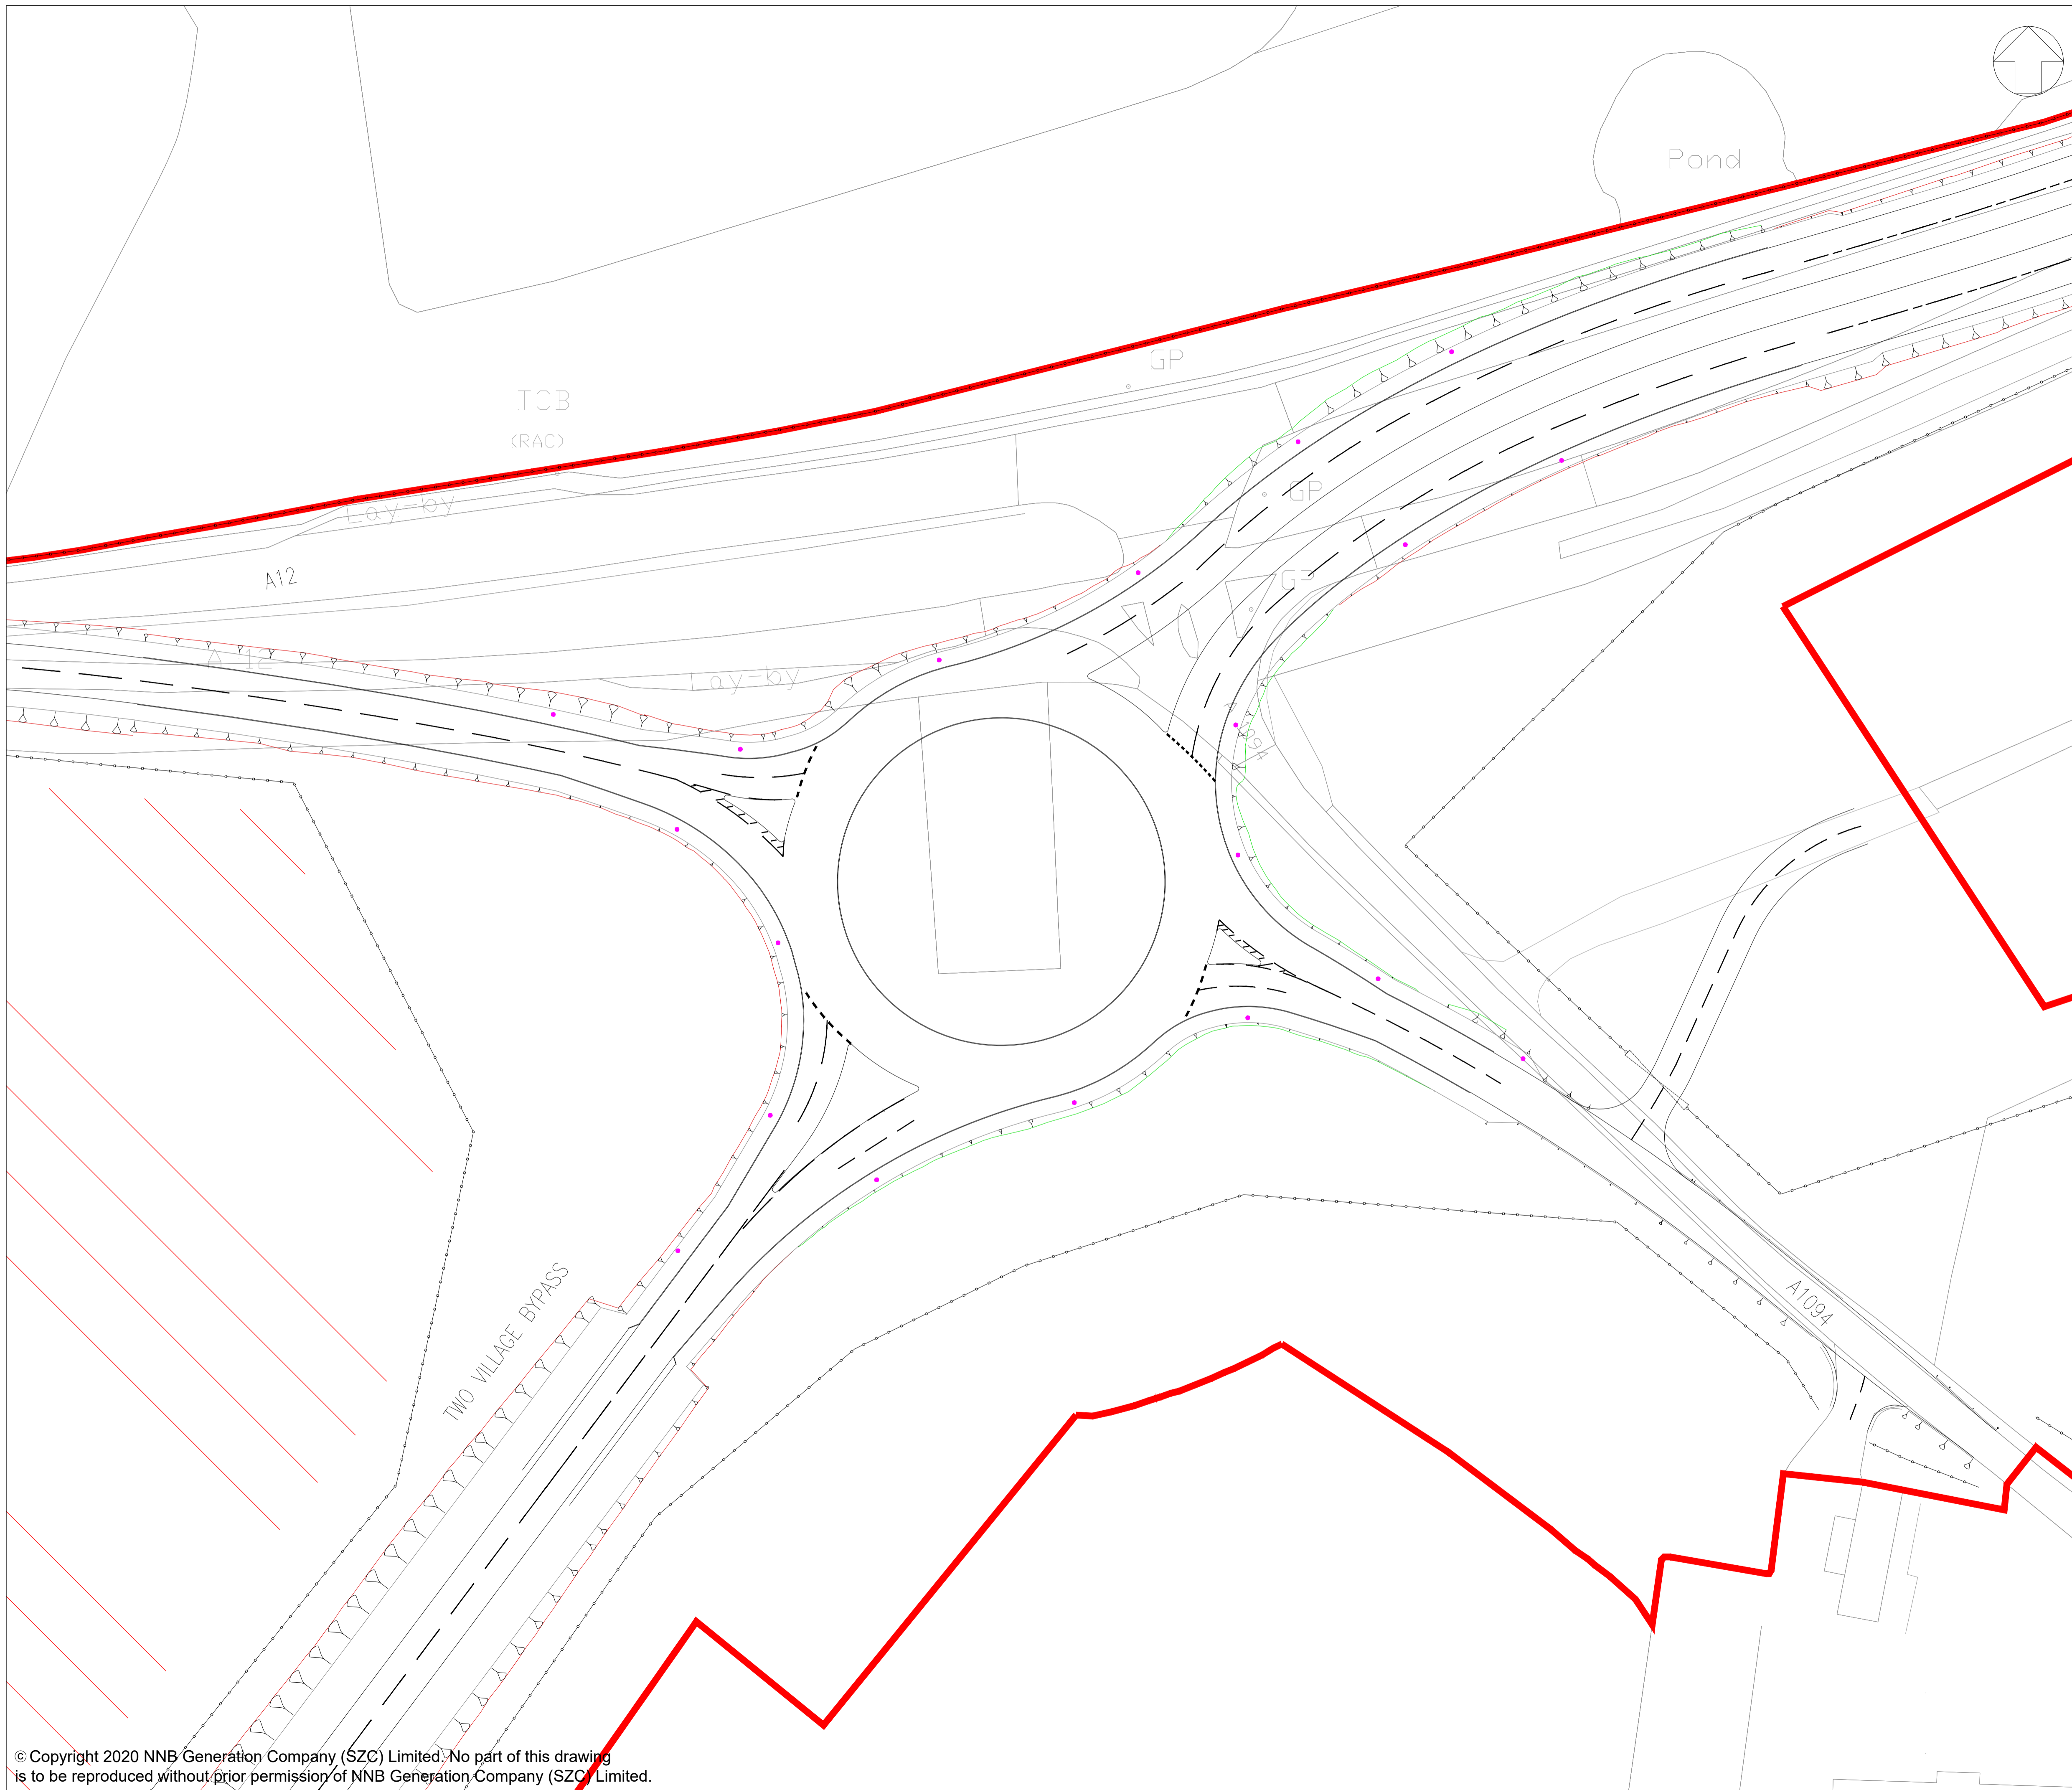 Pond
GP
TCB
(RAC)
GP
Lay-by
A12
GP
A 12
Lay-by
A1094
TWO VILLAGE BYPASS
A1094
© Copyright 2020 NNB Generation Company (SZC) Limited. No part of this drawing
is to be reproduced without prior permission of NNB Generation Company (SZC) Limited.